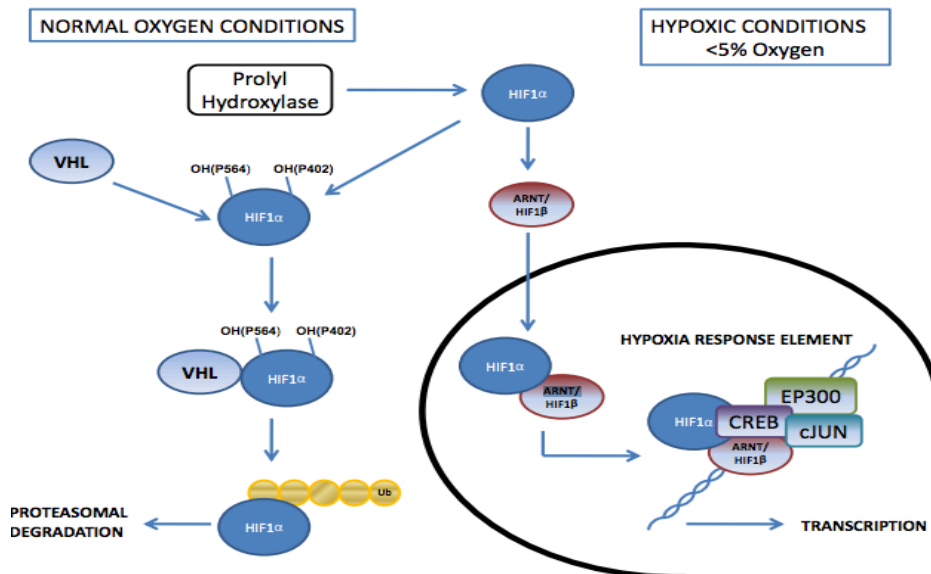 NORMAL OXYGEN CONDITIONS
HYPOXIC CONDITIONS
<5% Oxygen
Prolyl
Hydroxylase
HIF1α
VHL
OH(P564)
OH(P402)
HIF1α
ARNT/
HIF1β
OH(P564)
OH(P402)
VHL
HIF1α
HYPOXIA RESPONSE ELEMENT
HIF1α
ARNT/
HIF1β
EP300
HIF1α
CREB
cJUN
ARNT/
HIF1β
Ub
HIF1α
PROTEASOMAL
DEGRADATION
TRANSCRIPTION